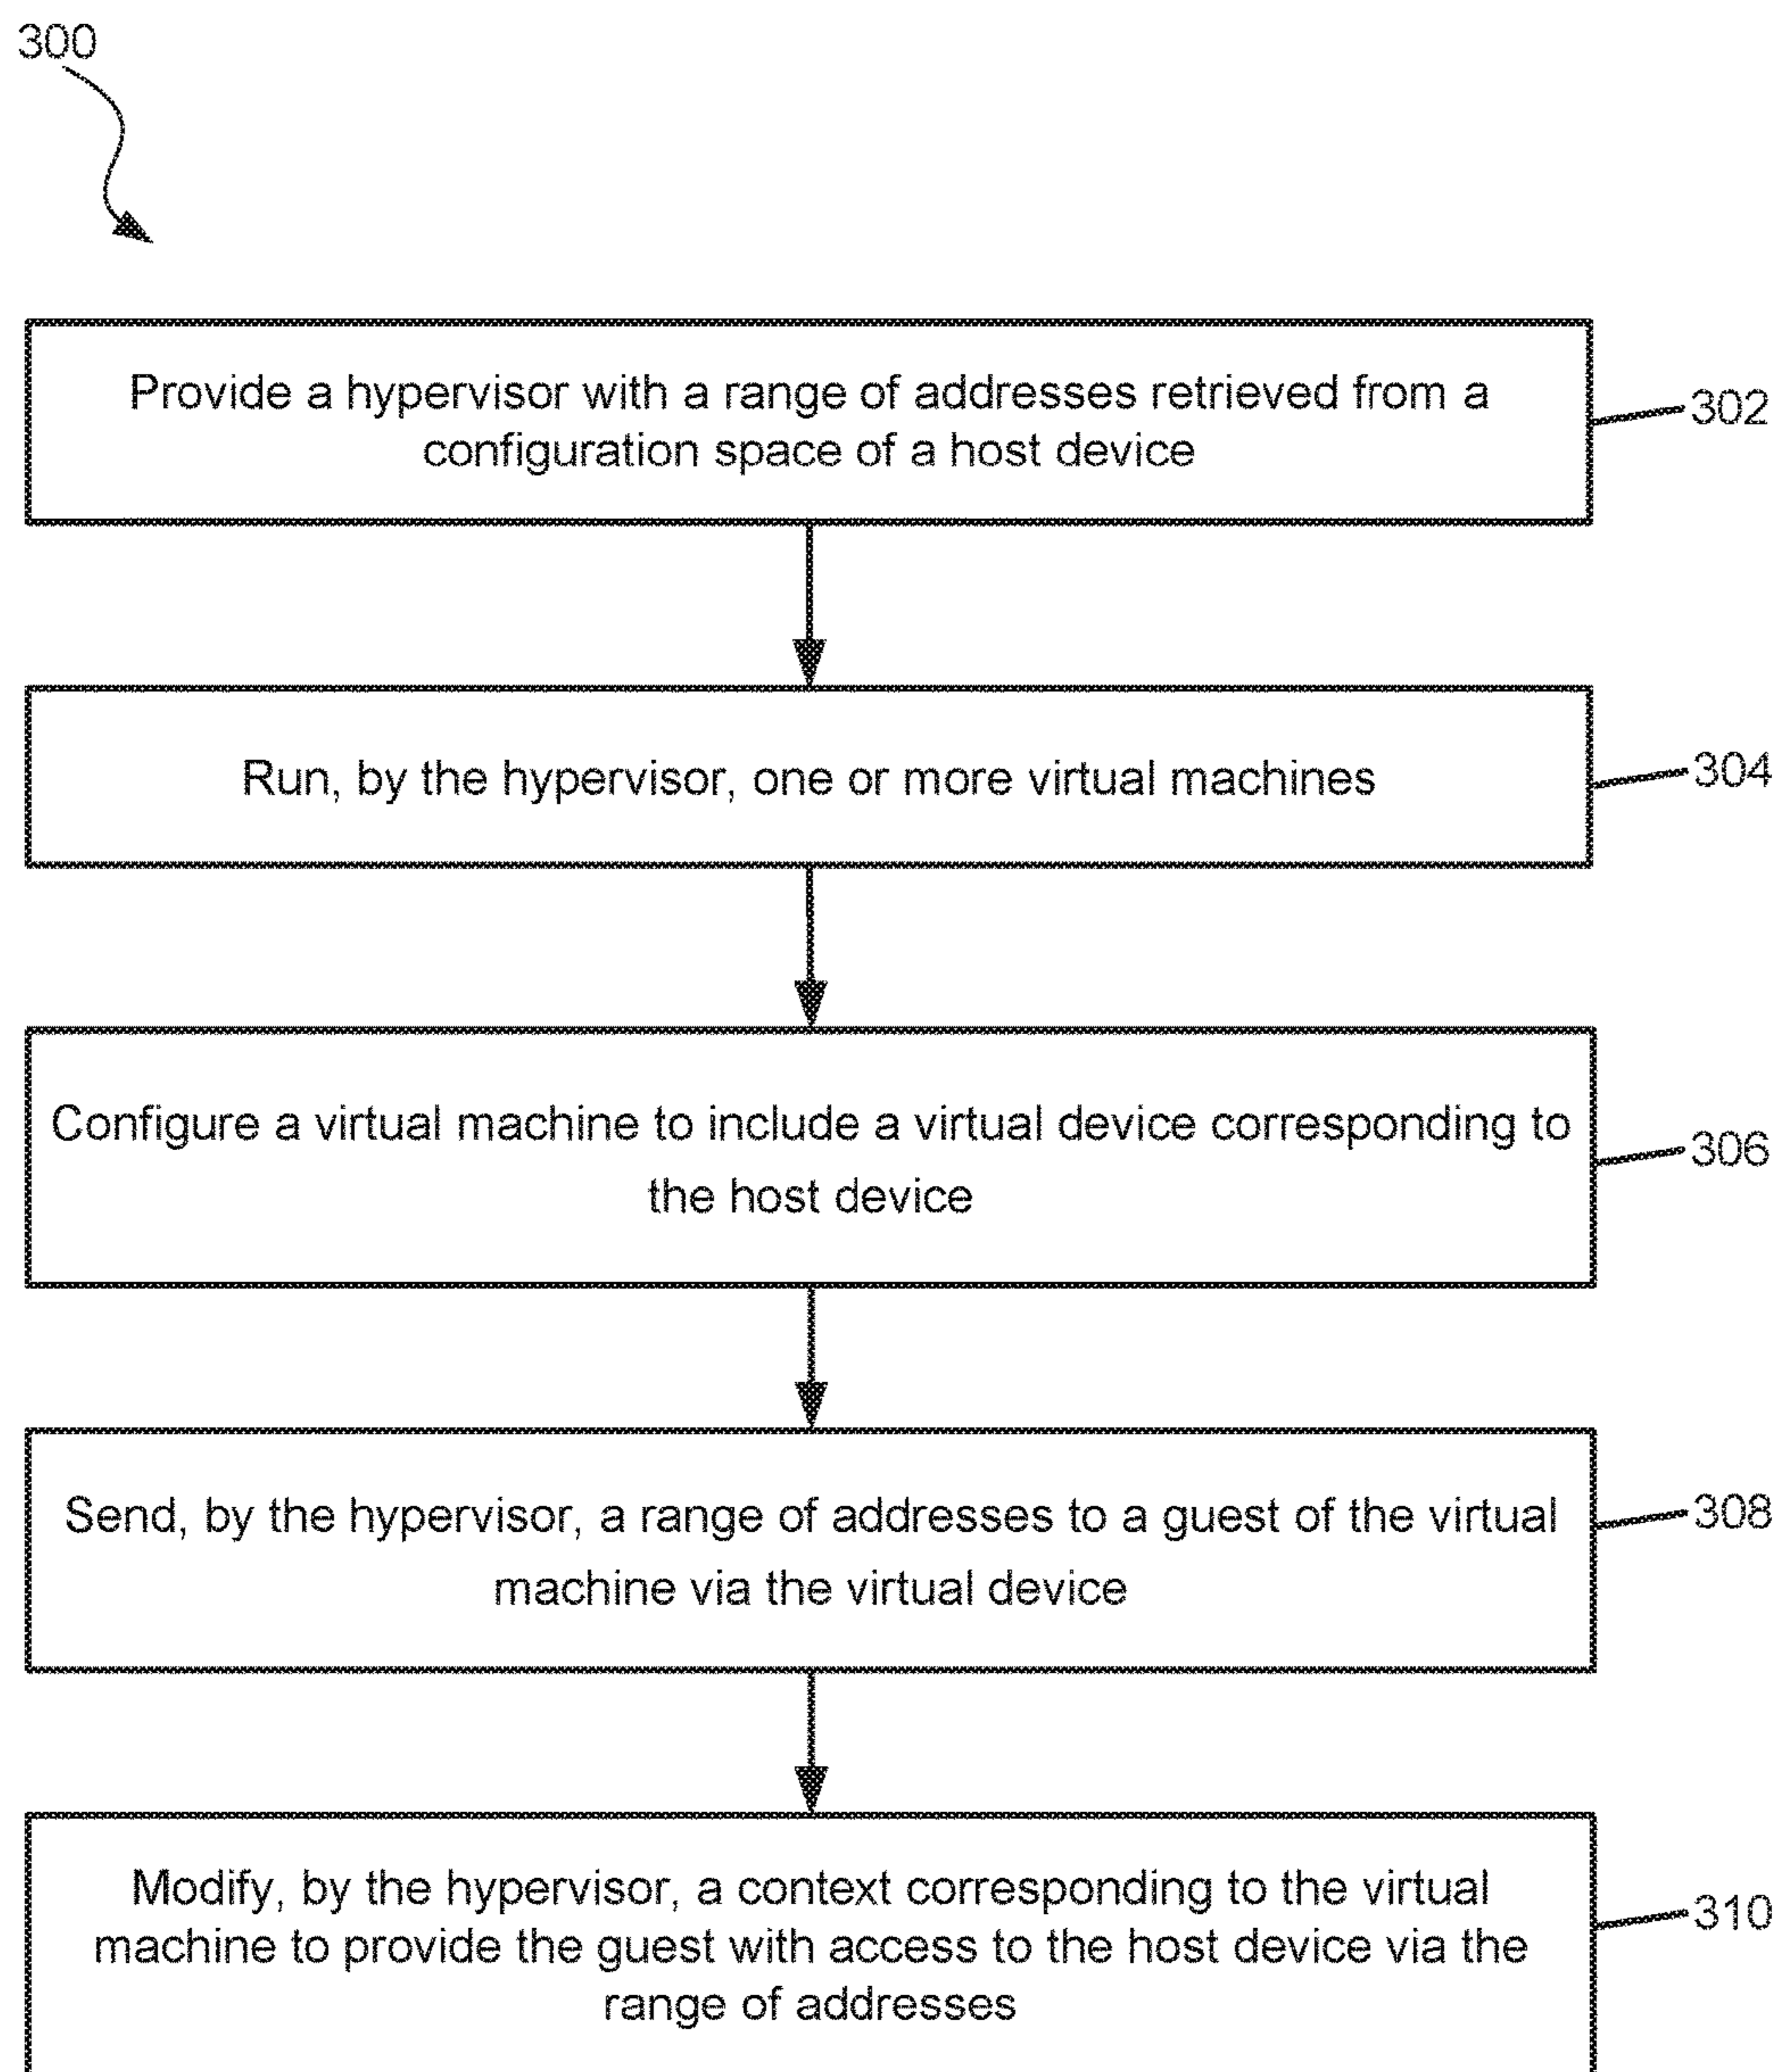 300
Provide a hypervisor with a range of addresses retrieved from a
configuration space of a host device
302
Run, by the hypervisor, one or more virtual machines
304
Configure a virtual machine to include a virtual device corresponding to
the host device
306
Send, by the hypervisor, a range of addresses to a guest of the virtual
machine via the virtual device
308
Modify, by the hypervisor, a context corresponding to the virtual
machine to provide the guest with access to the host device via the
range of addresses
310